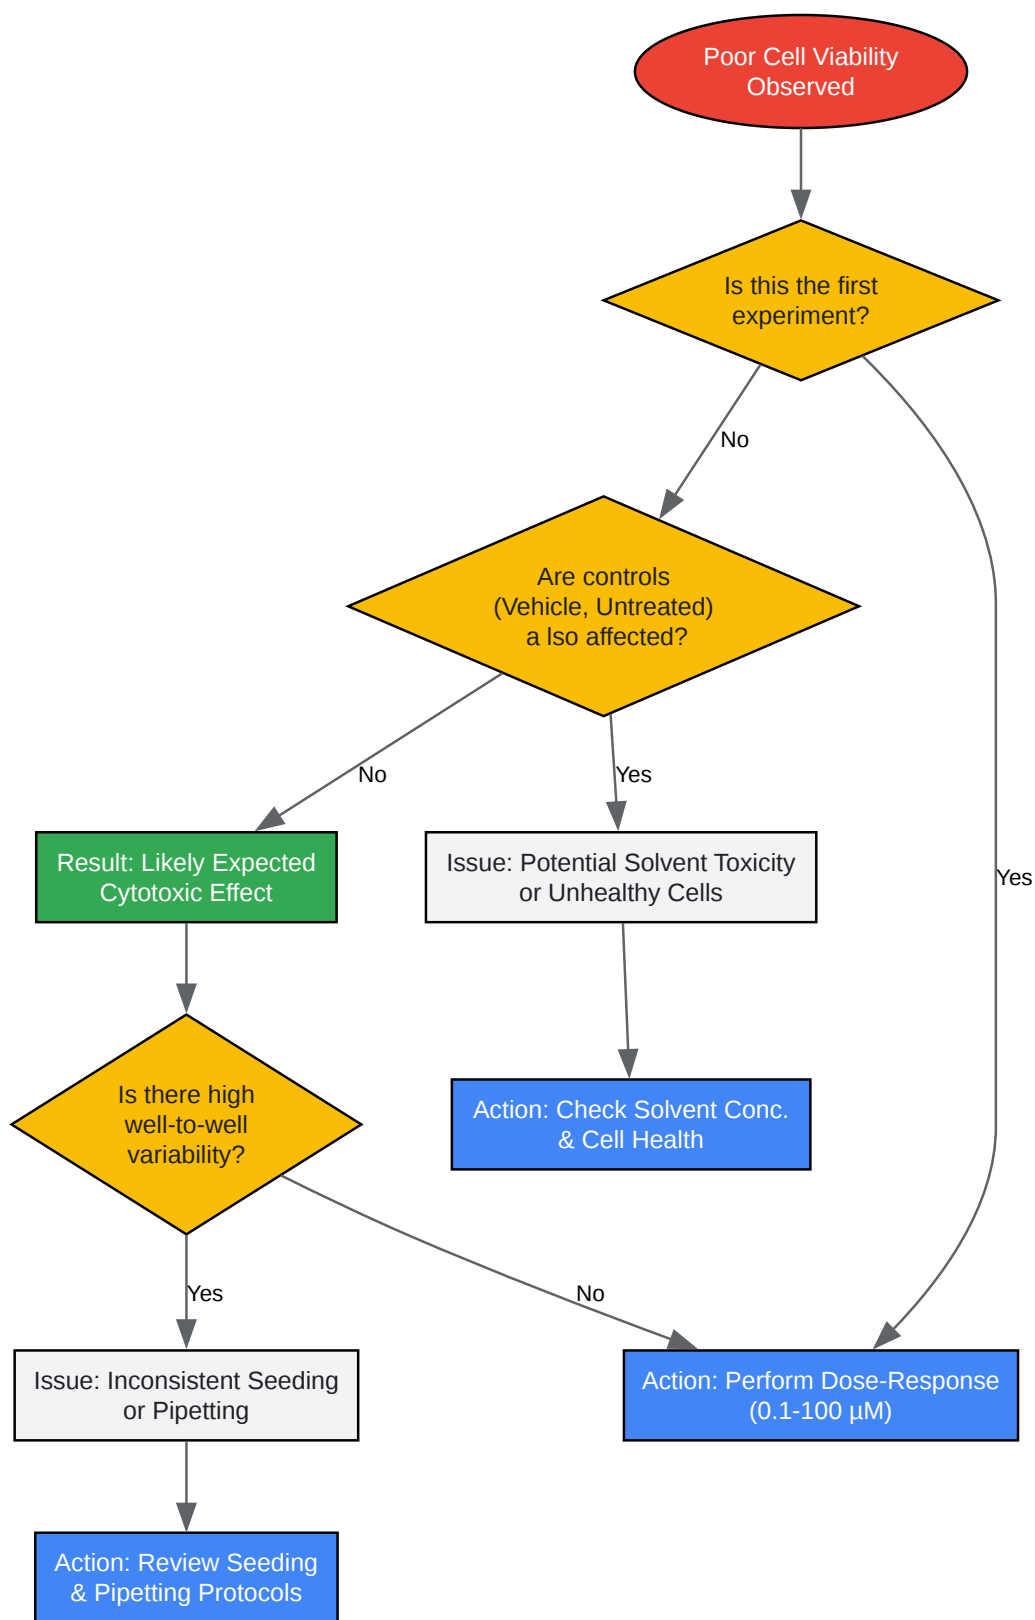 Poor Cell Viability
Observed
Is this the first
experiment?
No
Are controls
(Vehicle, Untreated)
a lso affected?
No
Yes
Result: Likely Expected
Cytotoxic Effect
Issue: Potential Solvent Toxicity
or Unhealthy Cells
Yes
Is there high
well-to-well
variability?
Action: Check Solvent Conc.
& Cell Health
Yes
No
Issue: Inconsistent Seeding
or Pipetting
Action: Perform Dose-Response
(0.1-100 µM)
Action: Review Seeding
& Pipetting Protocols